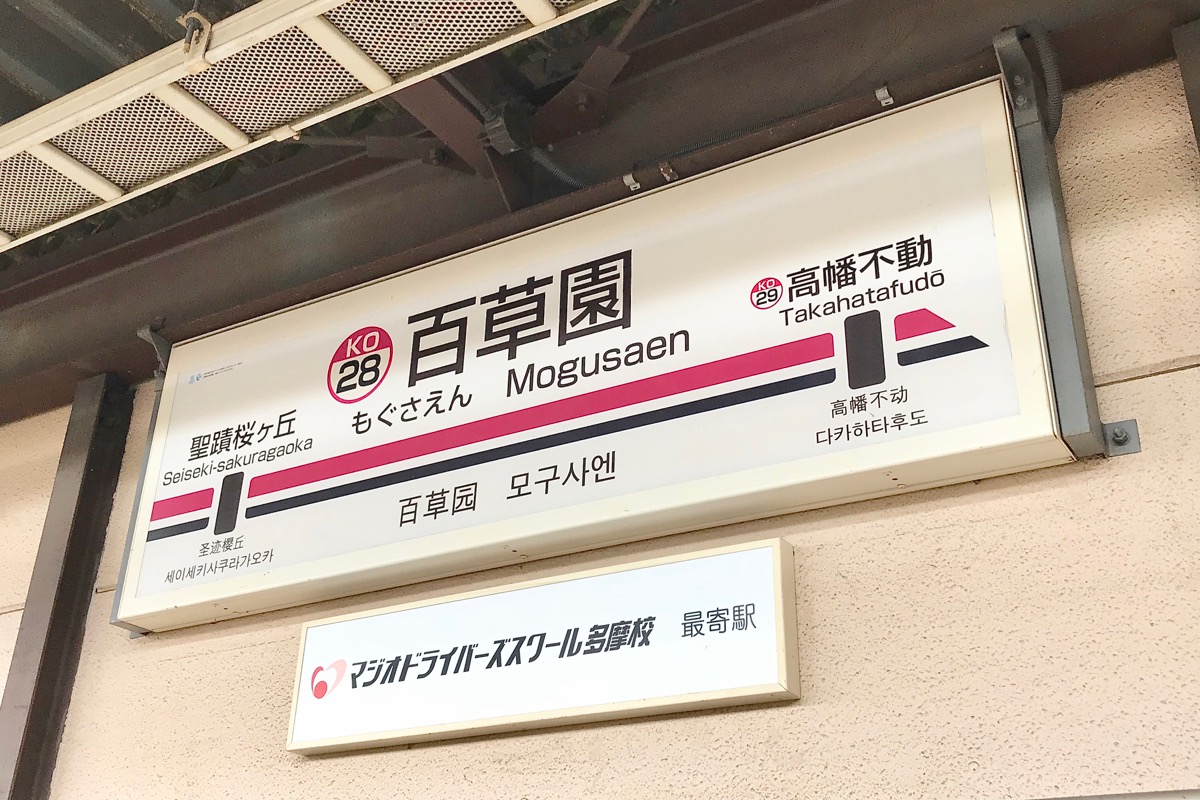 KO
28
百草園
もぐさえん
Mogusaen
KO
29
高幡不動
Takahatafudō
聖蹟桜ヶ丘
Seiseki-sakuragaoka
高幡不动
다카하타후도
百草园
모구사엔
圣迹樱丘
세이세키사쿠라가오카
マジオドライバーズスクール多摩校 最寄駅